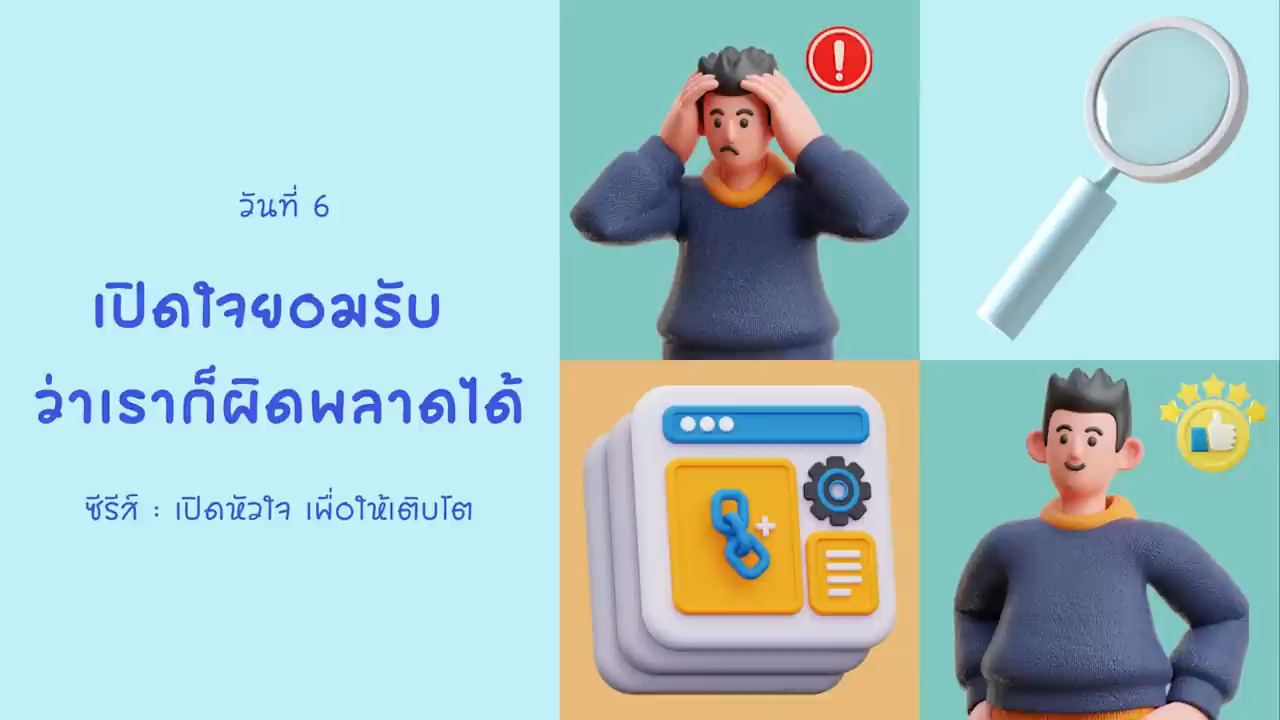 วันที่ 6
เปิดใจยอมรับ
ว่าเราก็ผิดพลาดได้
ซีรีส์ : เปิดหัวใจ เพื่อให้เติบโต